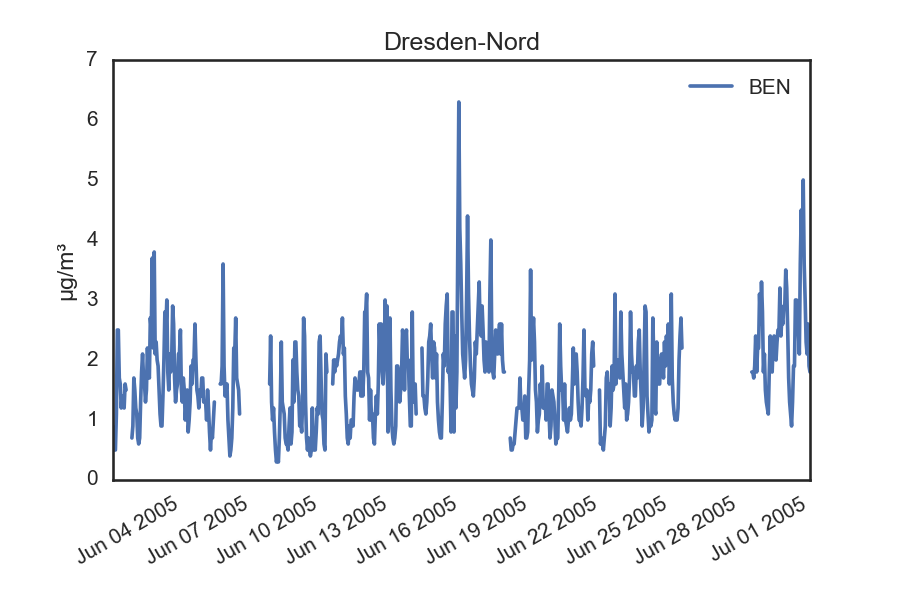 Dresden-Nord
7
6
5
4
3
2
1
0
µg/m³
BEN
Jun 04 2005
Jun 07 2005
Jun 10 2005
Jun 13 2005
Jun 16 2005
Jun 19 2005
Jun 22 2005
Jun 25 2005
Jun 28 2005
Jul 01 2005